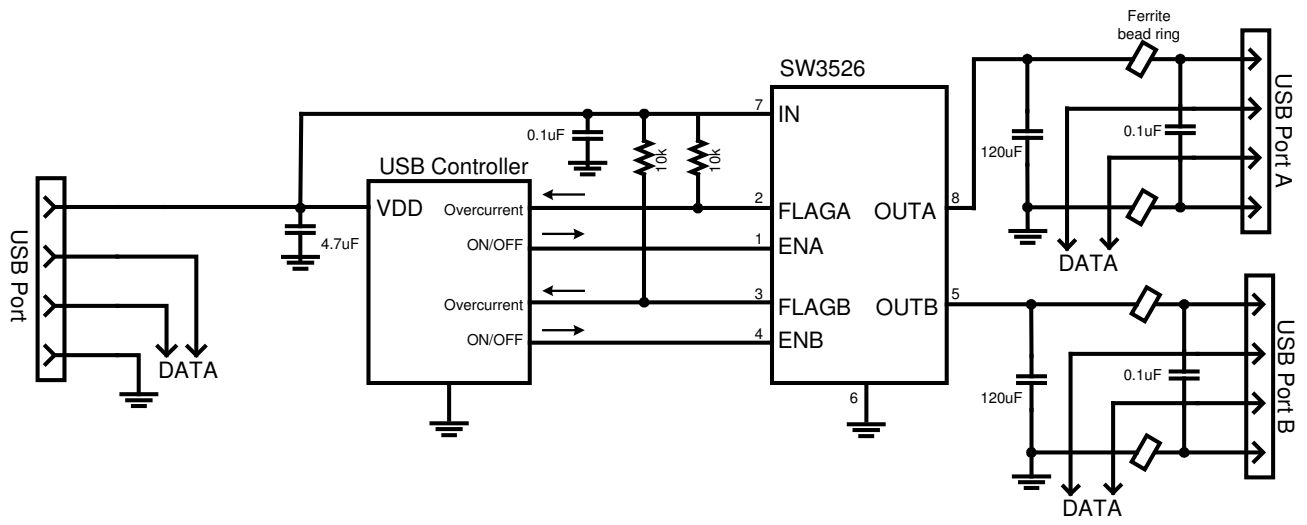 Ferrite
bead ring
SW3526
7
IN
0.1uF
10k
10k
120uF
0.1uF
USB Port A
USB Controller
VDD
Overcurrent
2
FLAGA
OUTA
8
4.7uF
ON/OFF
1
ENA
DATA
USB Port
Overcurrent
3
FLAGB
OUTB
5
ON/OFF
4
ENB
DATA
120uF
0.1uF
USB Port B
6
DATA